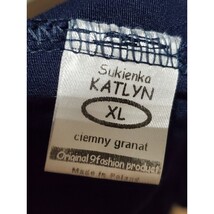 Sukienka
KATLYN
XL
ciemny granat
Original 9fashion product
Made in Poland